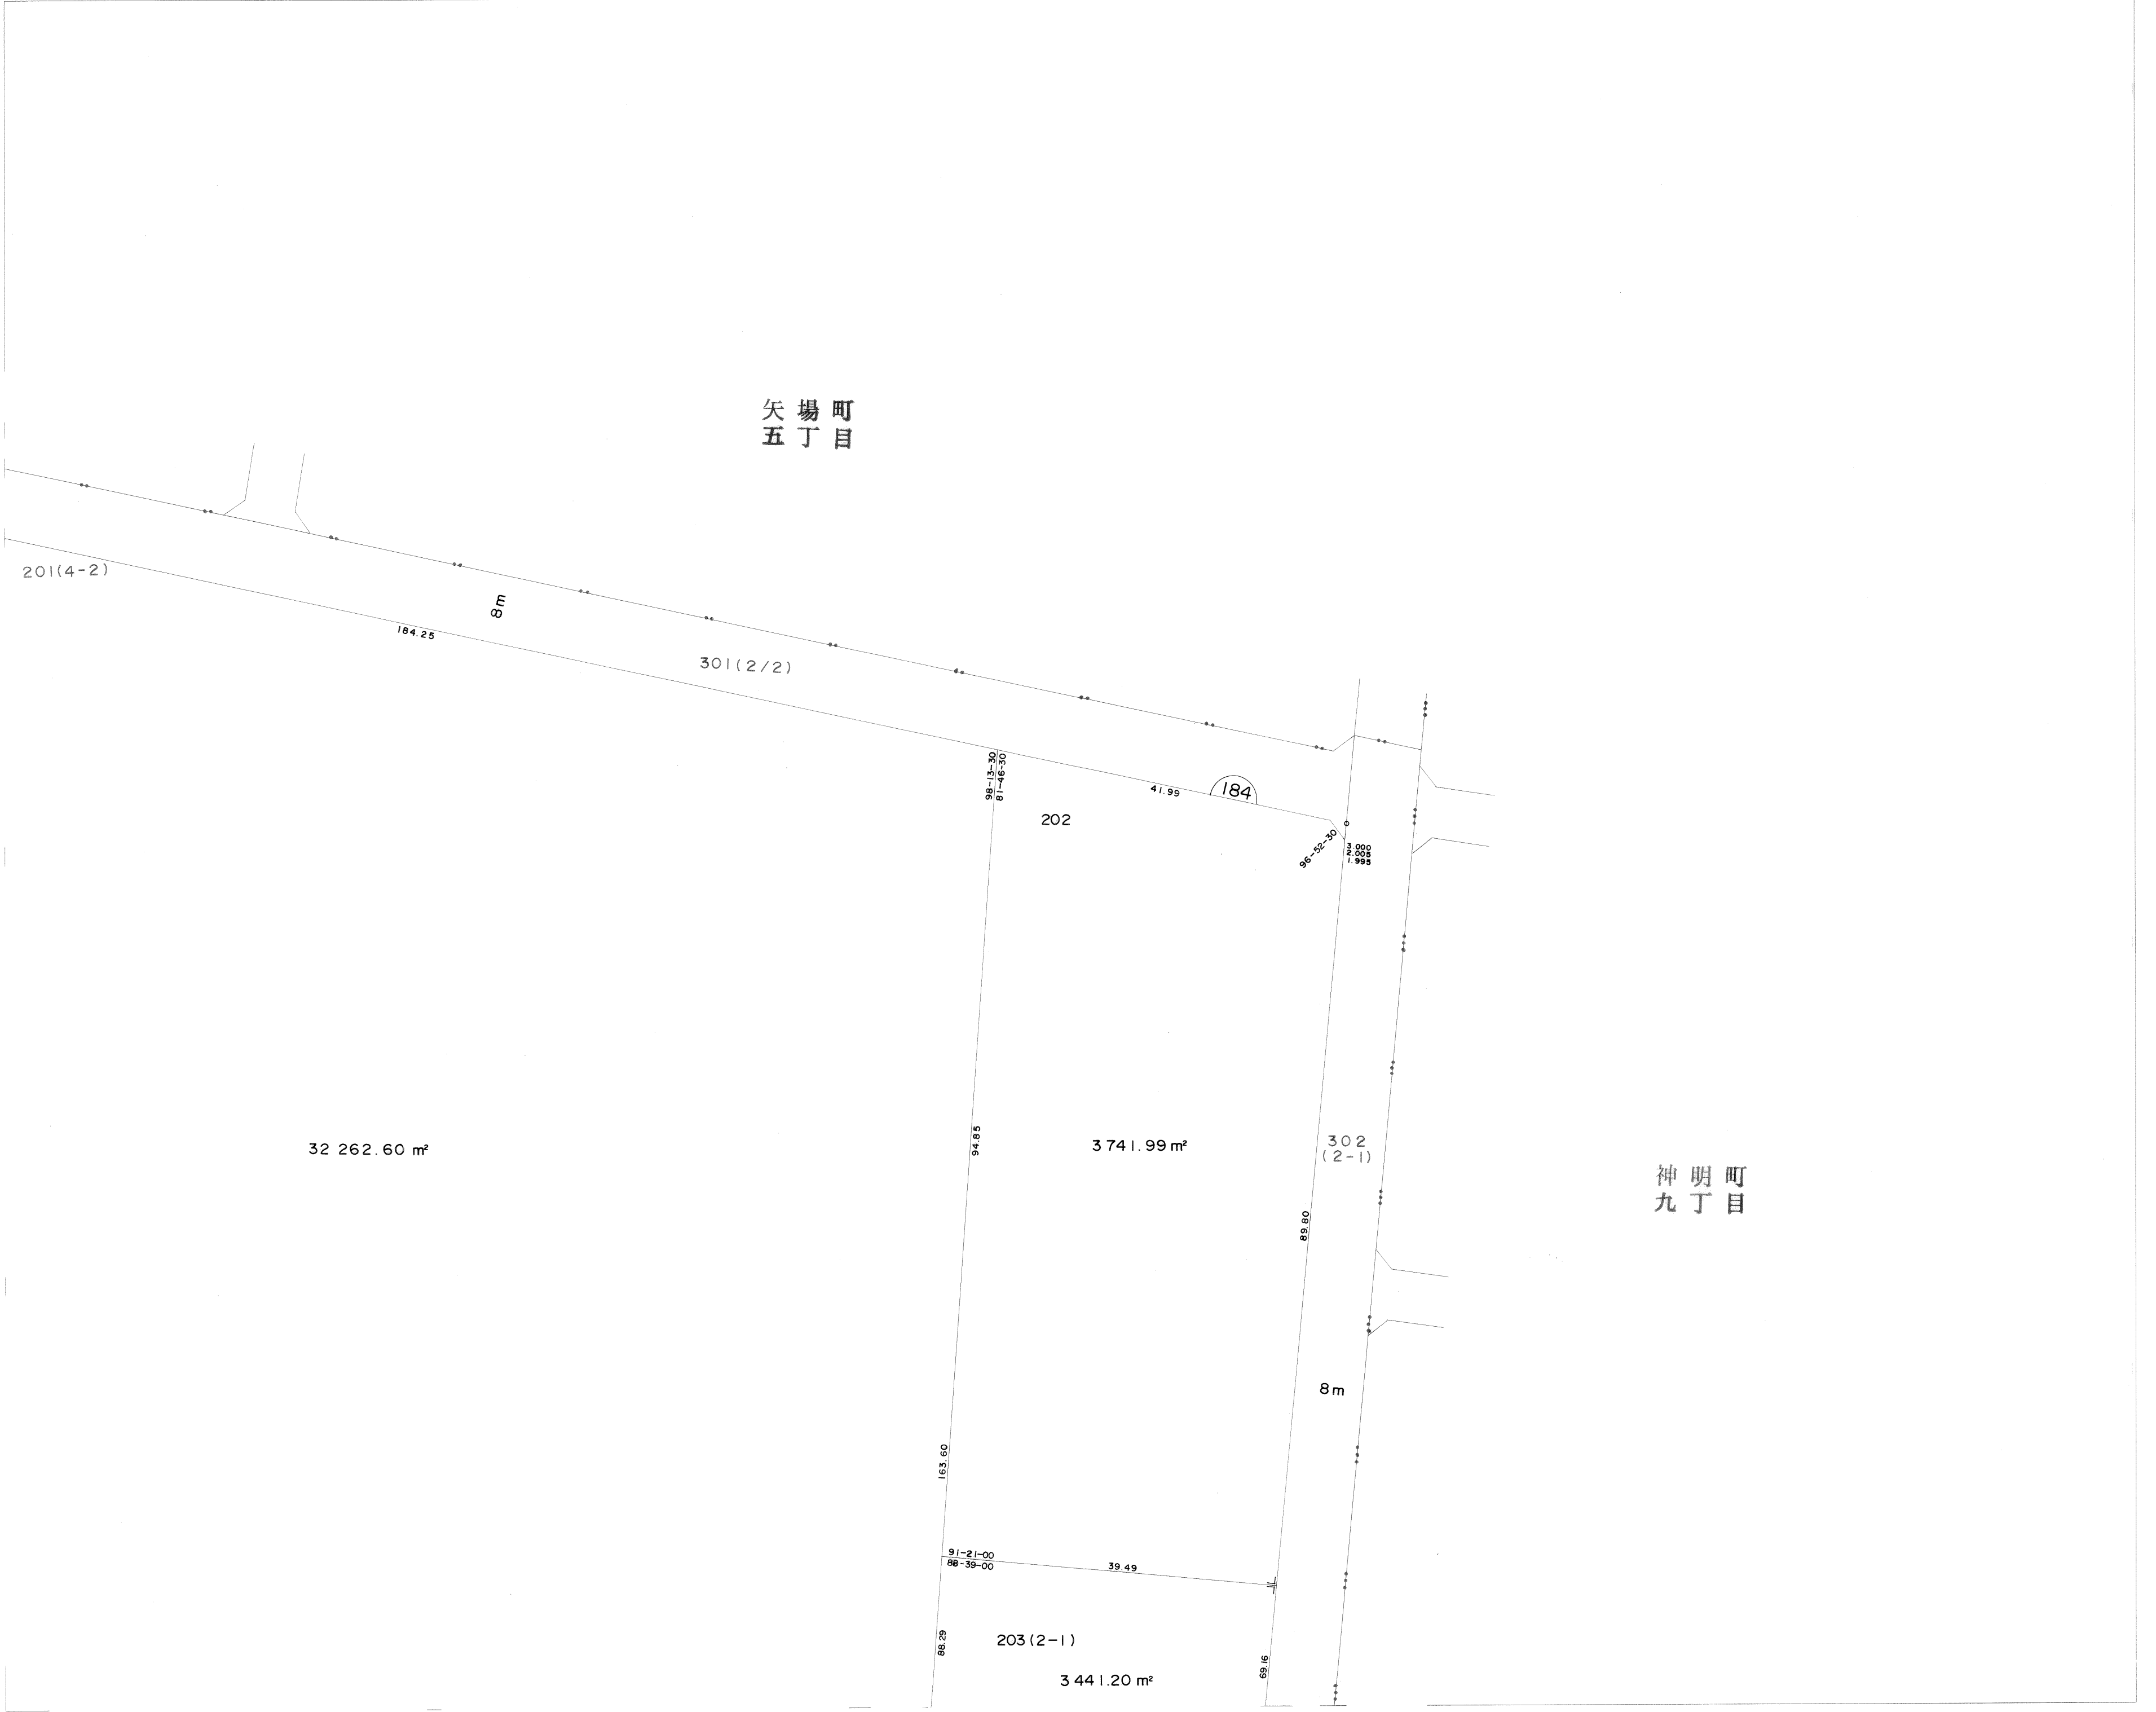 矢場町
五丁目
201(4-2)
8m
184.25
301(2/2)
98-13-30
81-46-30
41.99
184
202
96-52-30
3.000
2.005
1.995
94.85
32 262.60 m²
3 741.99 m²
302
(2-1)
神明町
九丁目
89.80
8m
163.60
91-21-00
88-39-00
39.49
88.29
203(2-1)
69.16
3 441.20 m²